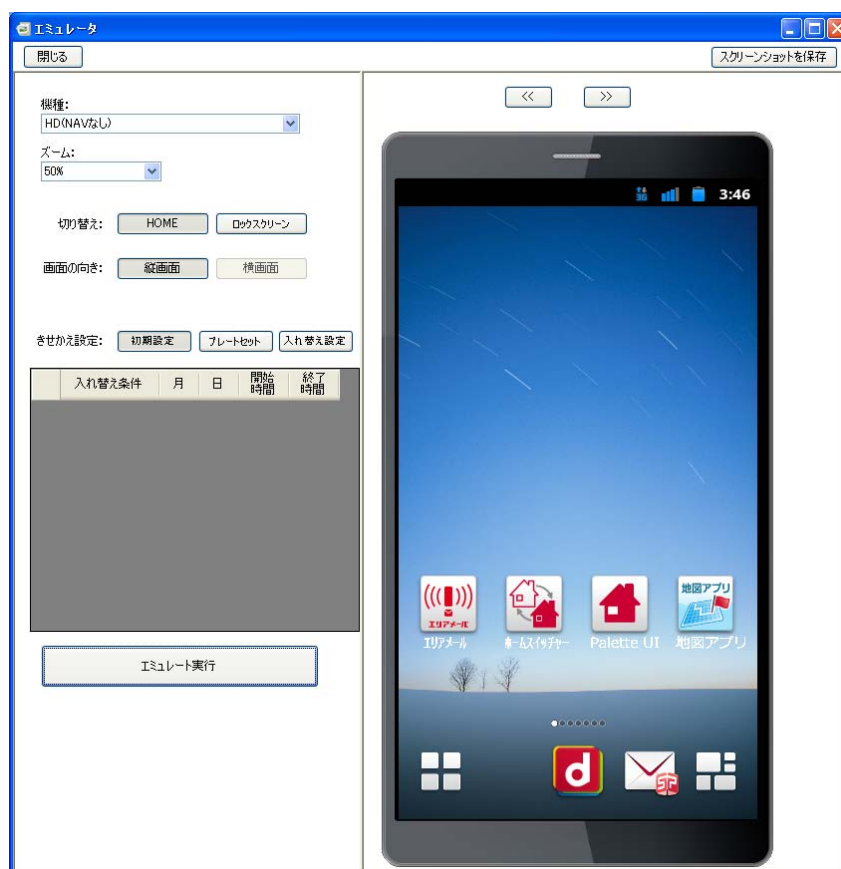 エミュレータ
閉じる
スクリーンショットを保存
<< >>
機種:
HD(NAVなし)
ズーム:
50%
切り替え: HOME ロックスクリーン
画面の向き: 縦画面 横画面
きせかえ設定: 初期設定 プレートセット 入れ替え設定
入れ替え条件 月 日 開始時間 終了時間
エミュレート実行
3G 3:46
エリアメール
地図アプリ
エリアメール ホームスイッチャー Palette UI 地図アプリ
d